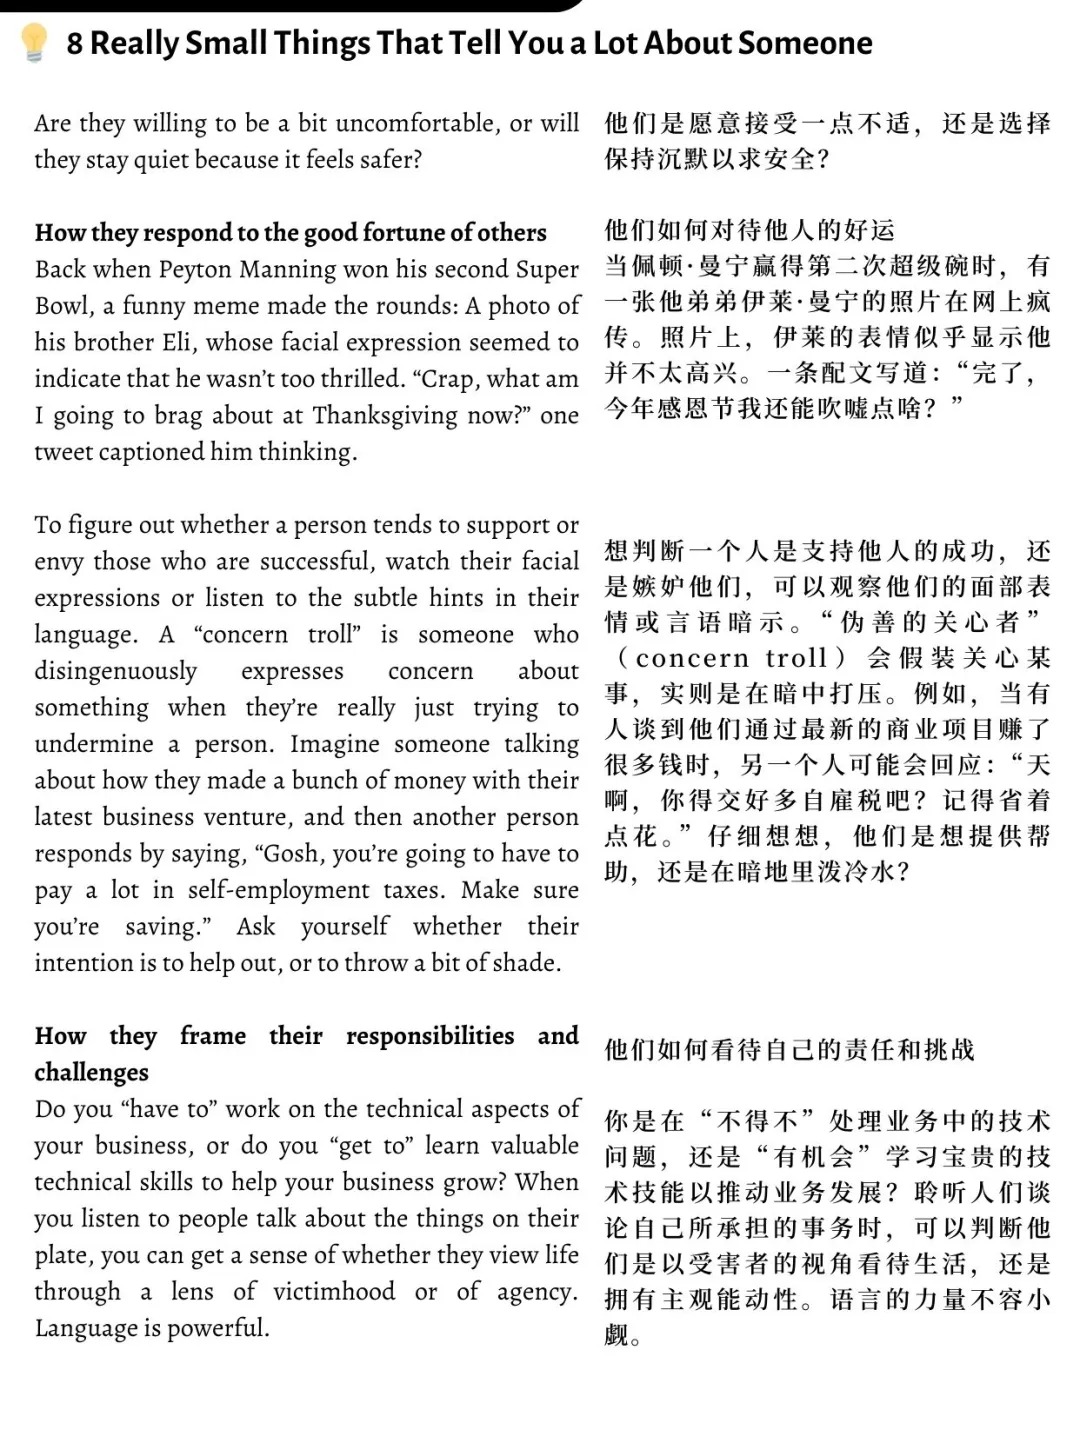 8 Really Small Things That Tell You a Lot About Someone
Are they willing to be a bit uncomfortable, or will
they stay quiet because it feels safer?
How they respond to the good fortune of others
Back when Peyton Manning won his second Super
Bowl, a funny meme made the rounds: A photo of
his brother Eli, whose facial expression seemed to
indicate that he wasn’t too thrilled. “Crap, what am
I going to brag about at Thanksgiving now?” one
tweet captioned him thinking.
To figure out whether a person tends to support or
envy those who are successful, watch their facial
expressions or listen to the subtle hints in their
language. A “concern troll” is someone who
disingenuously expresses concern about
something when they’re really just trying to
undermine a person. Imagine someone talking
about how they made a bunch of money with their
latest business venture, and then another person
responds by saying, “Gosh, you’re going to have to
pay a lot in self-employment taxes. Make sure
you’re saving.” Ask yourself whether their
intention is to help out, or to throw a bit of shade.
How they frame their responsibilities and
challenges
Do you “have to” work on the technical aspects of
your business, or do you “get to” learn valuable
technical skills to help your business grow? When
you listen to people talk about the things on their
plate, you can get a sense of whether they view life
through a lens of victimhood or of agency.
Language is powerful.
他们是愿意接受一点不适，还是选择
保持沉默以求安全？
他们如何对待他人的好运
当佩顿·曼宁赢得第二次超级碗时，有
一张他弟弟伊莱·曼宁的照片在网上疯
传。照片上，伊莱的表情似乎显示他
并不太高兴。一条配文写道：“完了，
今年感恩节我还能吹嘘点啥？”
想判断一个人是支持他人的成功，还
是嫉妒他们，可以观察他们的面部表
情或言语暗示。“伪善的关心者”
（concern troll）会假装关心某
事，实则是在暗中打压。例如，当有
人谈到他们通过最新的商业项目赚了
很多钱时，另一个人可能会回应：“天
啊，你得交好多自雇税吧？记得省着
点花。”仔细想想，他们是想提供帮
助，还是在暗地里泼冷水？
他们如何看待自己的责任和挑战
你是在“不得不”处理业务中的技术
问题，还是“有机会”学习宝贵的技
术技能以推动业务发展？聆听人们谈
论自己所承担的事务时，可以判断他
们是以受害者的视角看待生活，还是
拥有主观能动性。语言的力量不容小
觑。